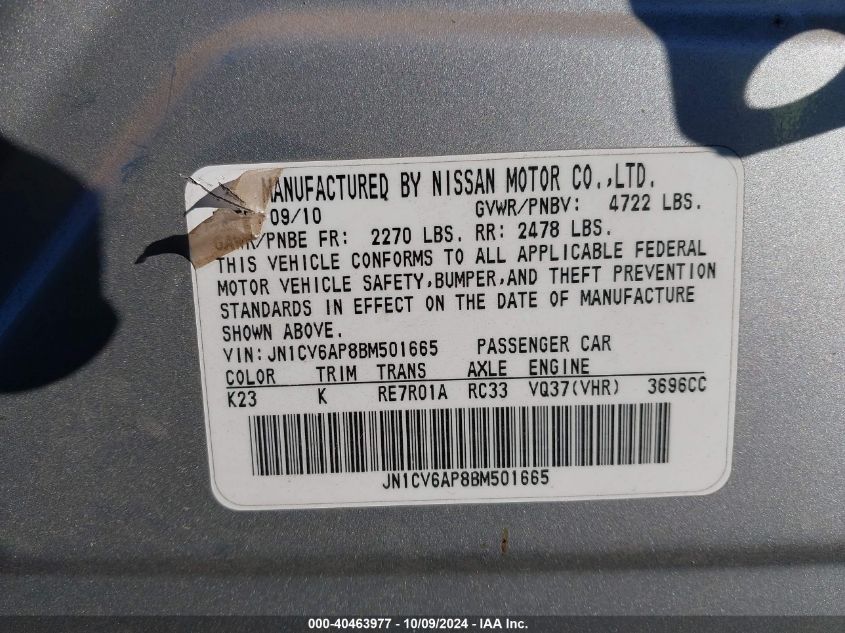 MANUFACTURED BY NISSAN MOTOR CO.,LTD.
09/10 GVWR/PNBV: 4722 LBS.
GAWR/PNBE FR: 2270 LBS. RR: 2478 LBS.
THIS VEHICLE CONFORMS TO ALL APPLICABLE FEDERAL
MOTOR VEHICLE SAFETY,BUMPER,AND THEFT PREVENTION
STANDARDS IN EFFECT ON THE DATE OF MANUFACTURE
SHOWN ABOVE.
VIN:JN1CV6AP8BM501665 PASSENGER CAR
COLOR TRIM TRANS AXLE ENGINE
K23 K RE7R01A RC33 VQ37(VHR) 3696CC
JN1CV6AP8BM501665
000-40463977 - 10/09/2024 - IAA Inc.